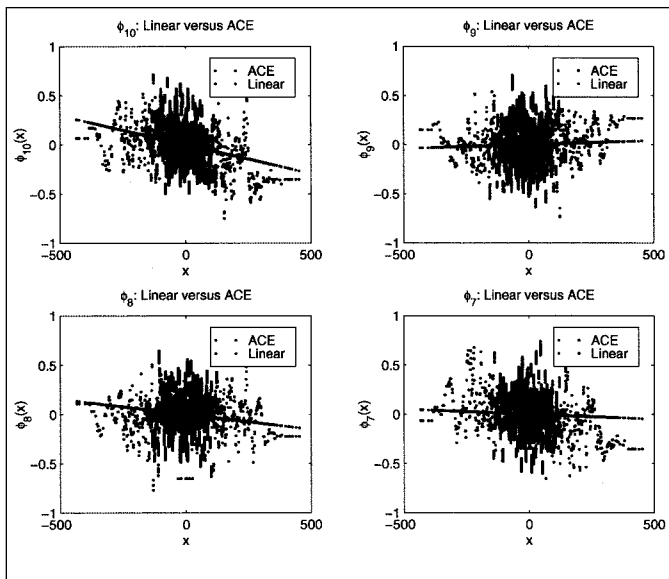 φ10: Linear versus ACE
1
0.5
0
−0.5
−1
φ10(x)
ACE
Linear
−500
0
500
x
φ9: Linear versus ACE
1
0.5
0
−0.5
−1
φ9(x)
ACE
Linear
−500
0
500
x
φ8: Linear versus ACE
1
0.5
0
−0.5
−1
φ8(x)
ACE
Linear
−500
0
500
x
φ7: Linear versus ACE
1
0.5
0
−0.5
−1
φ7(x)
ACE
Linear
−500
0
500
x